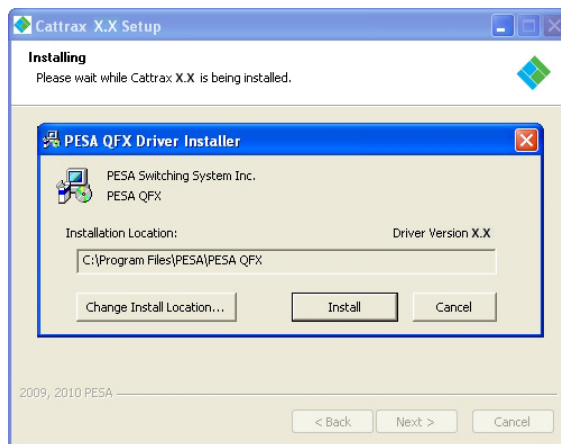 Cattrax X.X Setup
Installing
Please wait while Cattrax X.X is being installed.
PESA QFX Driver Installer
PESA Switching System Inc.
PESA QFX
Installation Location: Driver Version X.X
C:\Program Files\PESA\PESA QFX
Change Install Location... Install Cancel
2009, 2010 PESA
< Back Next > Cancel